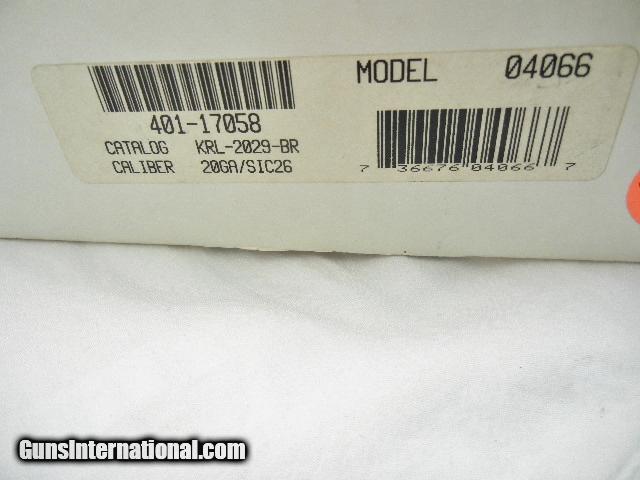 MODEL 04066
401-17058
CATALOG KRL-2029-BR
CALIBER 20GA/SIC26
7 36676 04066 7
GunsInternational.com